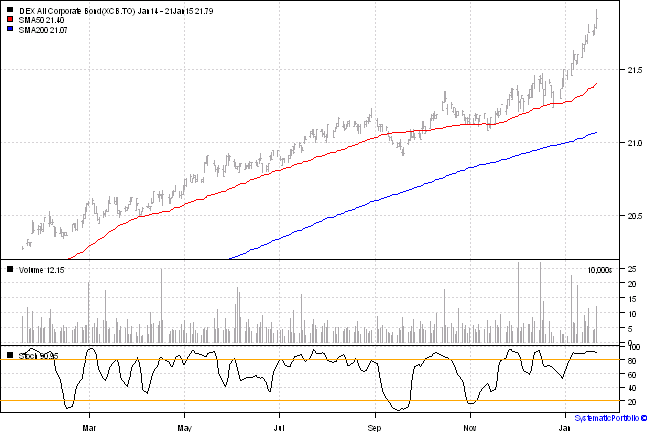 DEX All Corporate Bond(XCB.TO) Jan14 - 21Jan15 21.79
SMA50 21.40
SMA200 21.07
21.5
21.0
20.5
Volume 12.15
10,000s
25
20
15
10
5
0
Stoch 90.95
100
80
60
40
20
Mar May Jul Sep Nov Jan
SystematicPortfolio ©